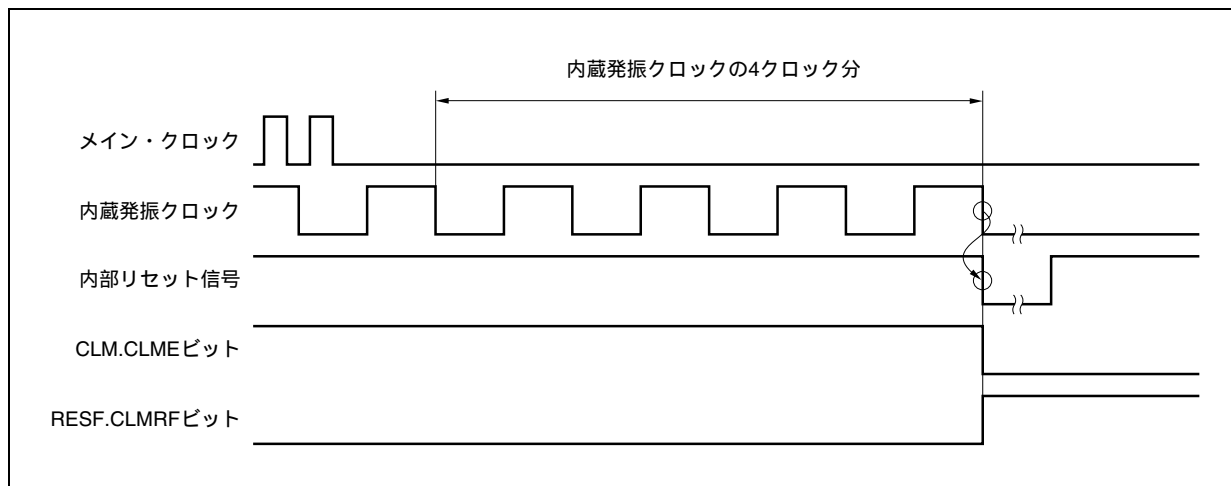 内蔵発振クロックの4クロック分
メイン・クロック
内蔵発振クロック
内部リセット信号
CLM.CLMEビット
RESF.CLMRFビット